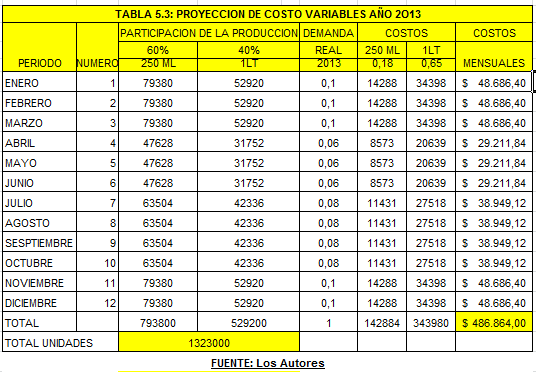 TABLA 5.3: PROYECCION DE COSTO VARIABLES AÑO 2O13
PARTICIPACION DE LA PRODUCCION DEMANDA COSTOS COSTOS
60% 40% REAL 250 ML 1LT
PERIODO NUMERO 250 ML 1LT 2013 0,18 0,65 MENSUALES
ENERO 1 79380 52920 0,1 14288 34398 $ 48.686,40
FEBRERO 2 79380 52920 0,1 14288 34398 $ 48.686,40
MARZO 3 79380 52920 0,1 14288 34398 $ 48.686,40
ABRIL 4 47628 31752 0,06 8573 20639 $ 29.211,84
MAYO 5 47628 31752 0,06 8573 20639 $ 29.211,84
JUNIO 6 47628 31752 0,06 8573 20639 $ 29.211,84
JULIO 7 63504 42336 0,08 11431 27518 $ 38.949,12
AGOSTO 8 63504 42336 0,08 11431 27518 $ 38.949,12
SESPTIEMBRE 9 63504 42336 0,08 11431 27518 $ 38.949,12
OCTUBRE 10 63504 42336 0,08 11431 27518 $ 38.949,12
NOVIEMBRE 11 79380 52920 0,1 14288 34398 $ 48.686,40
DICIEMBRE 12 79380 52920 0,1 14288 34398 $ 48.686,40
TOTAL 793800 529200 1 142884 343980 $ 486.864,00
TOTAL UNIDADES 1323000
FUENTE: Los Autores